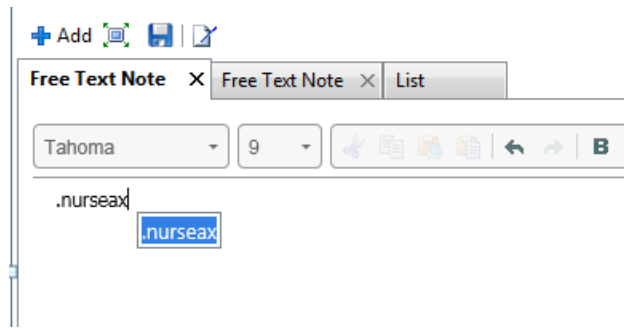 Add
Free Text Note X Free Text Note X List
Tahoma 9 B
.nurseax
.nurseax